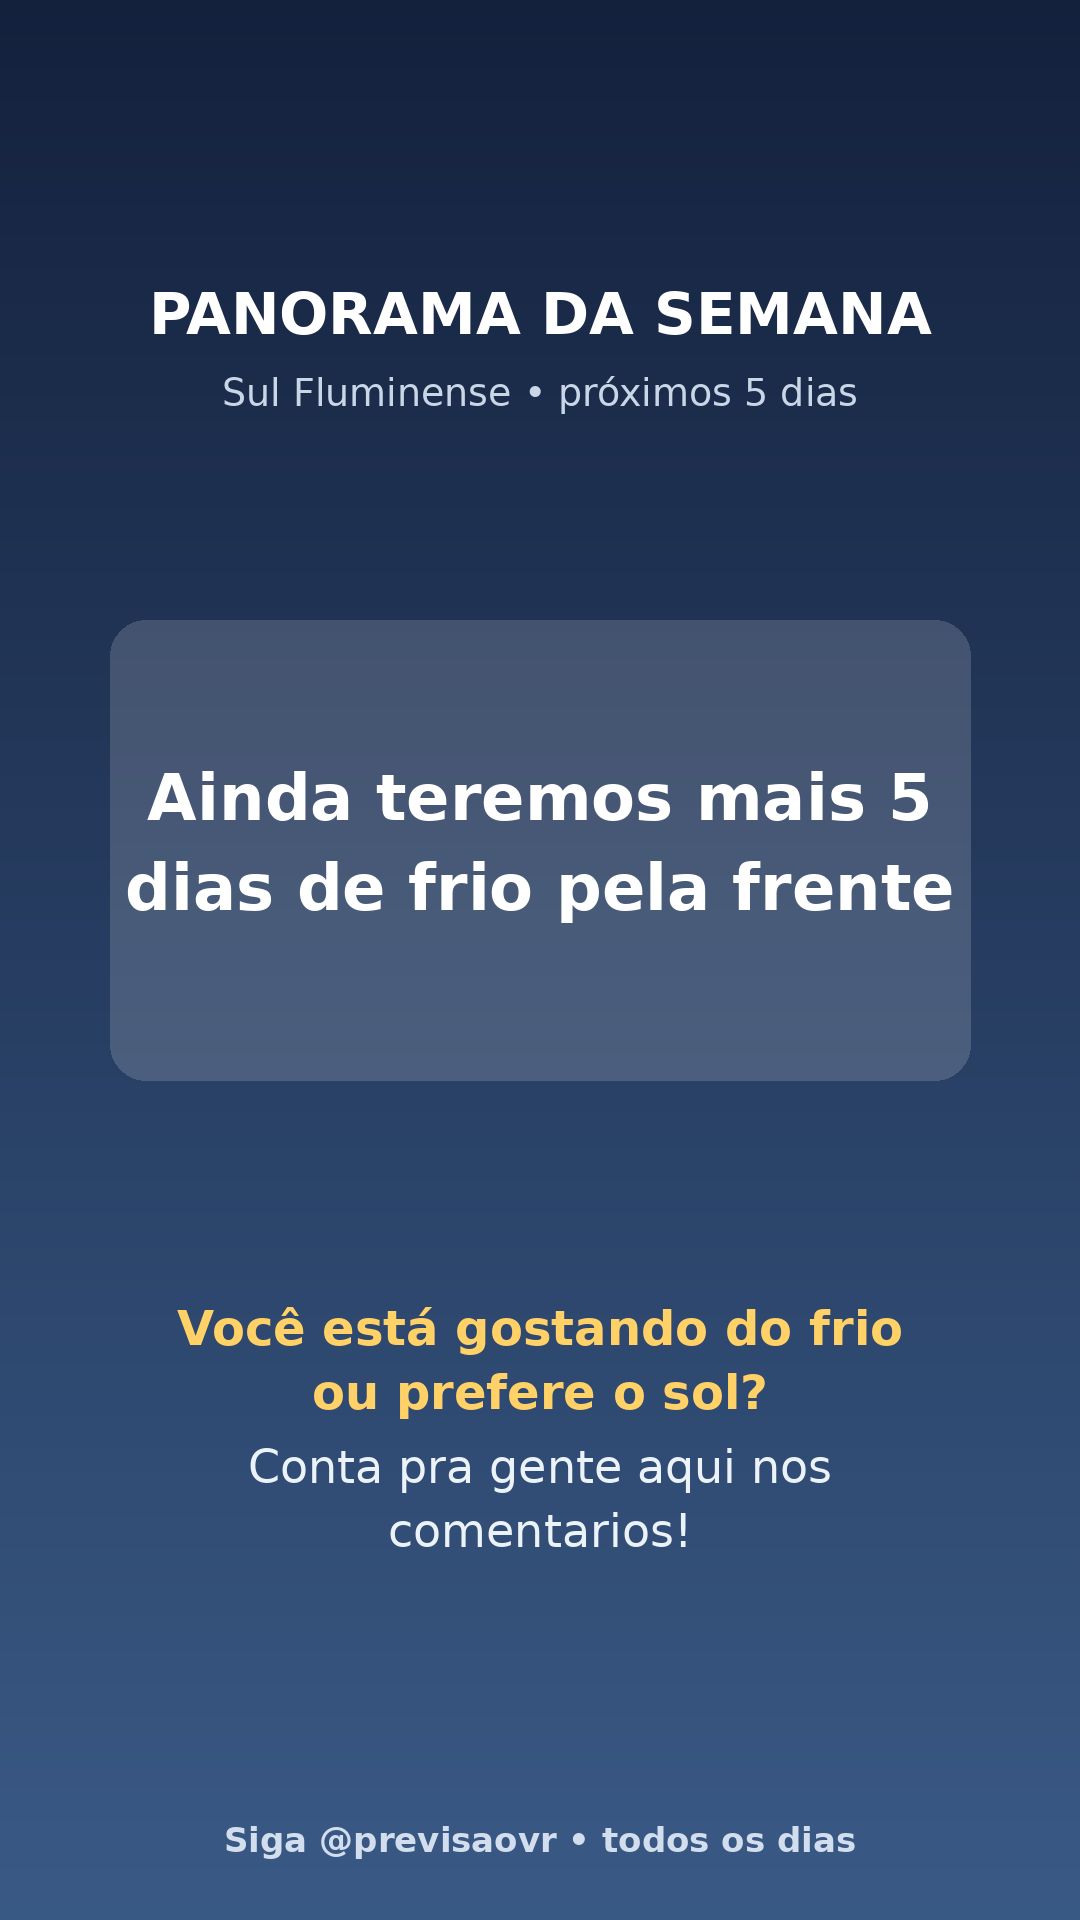 PANORAMA DA SEMANA
Sul Fluminense • próximos 5 dias
Ainda teremos mais 5
dias de frio pela frente
Você está gostando do frio
ou prefere o sol?
Conta pra gente aqui nos
comentarios!
Siga @previsaovr • todos os dias